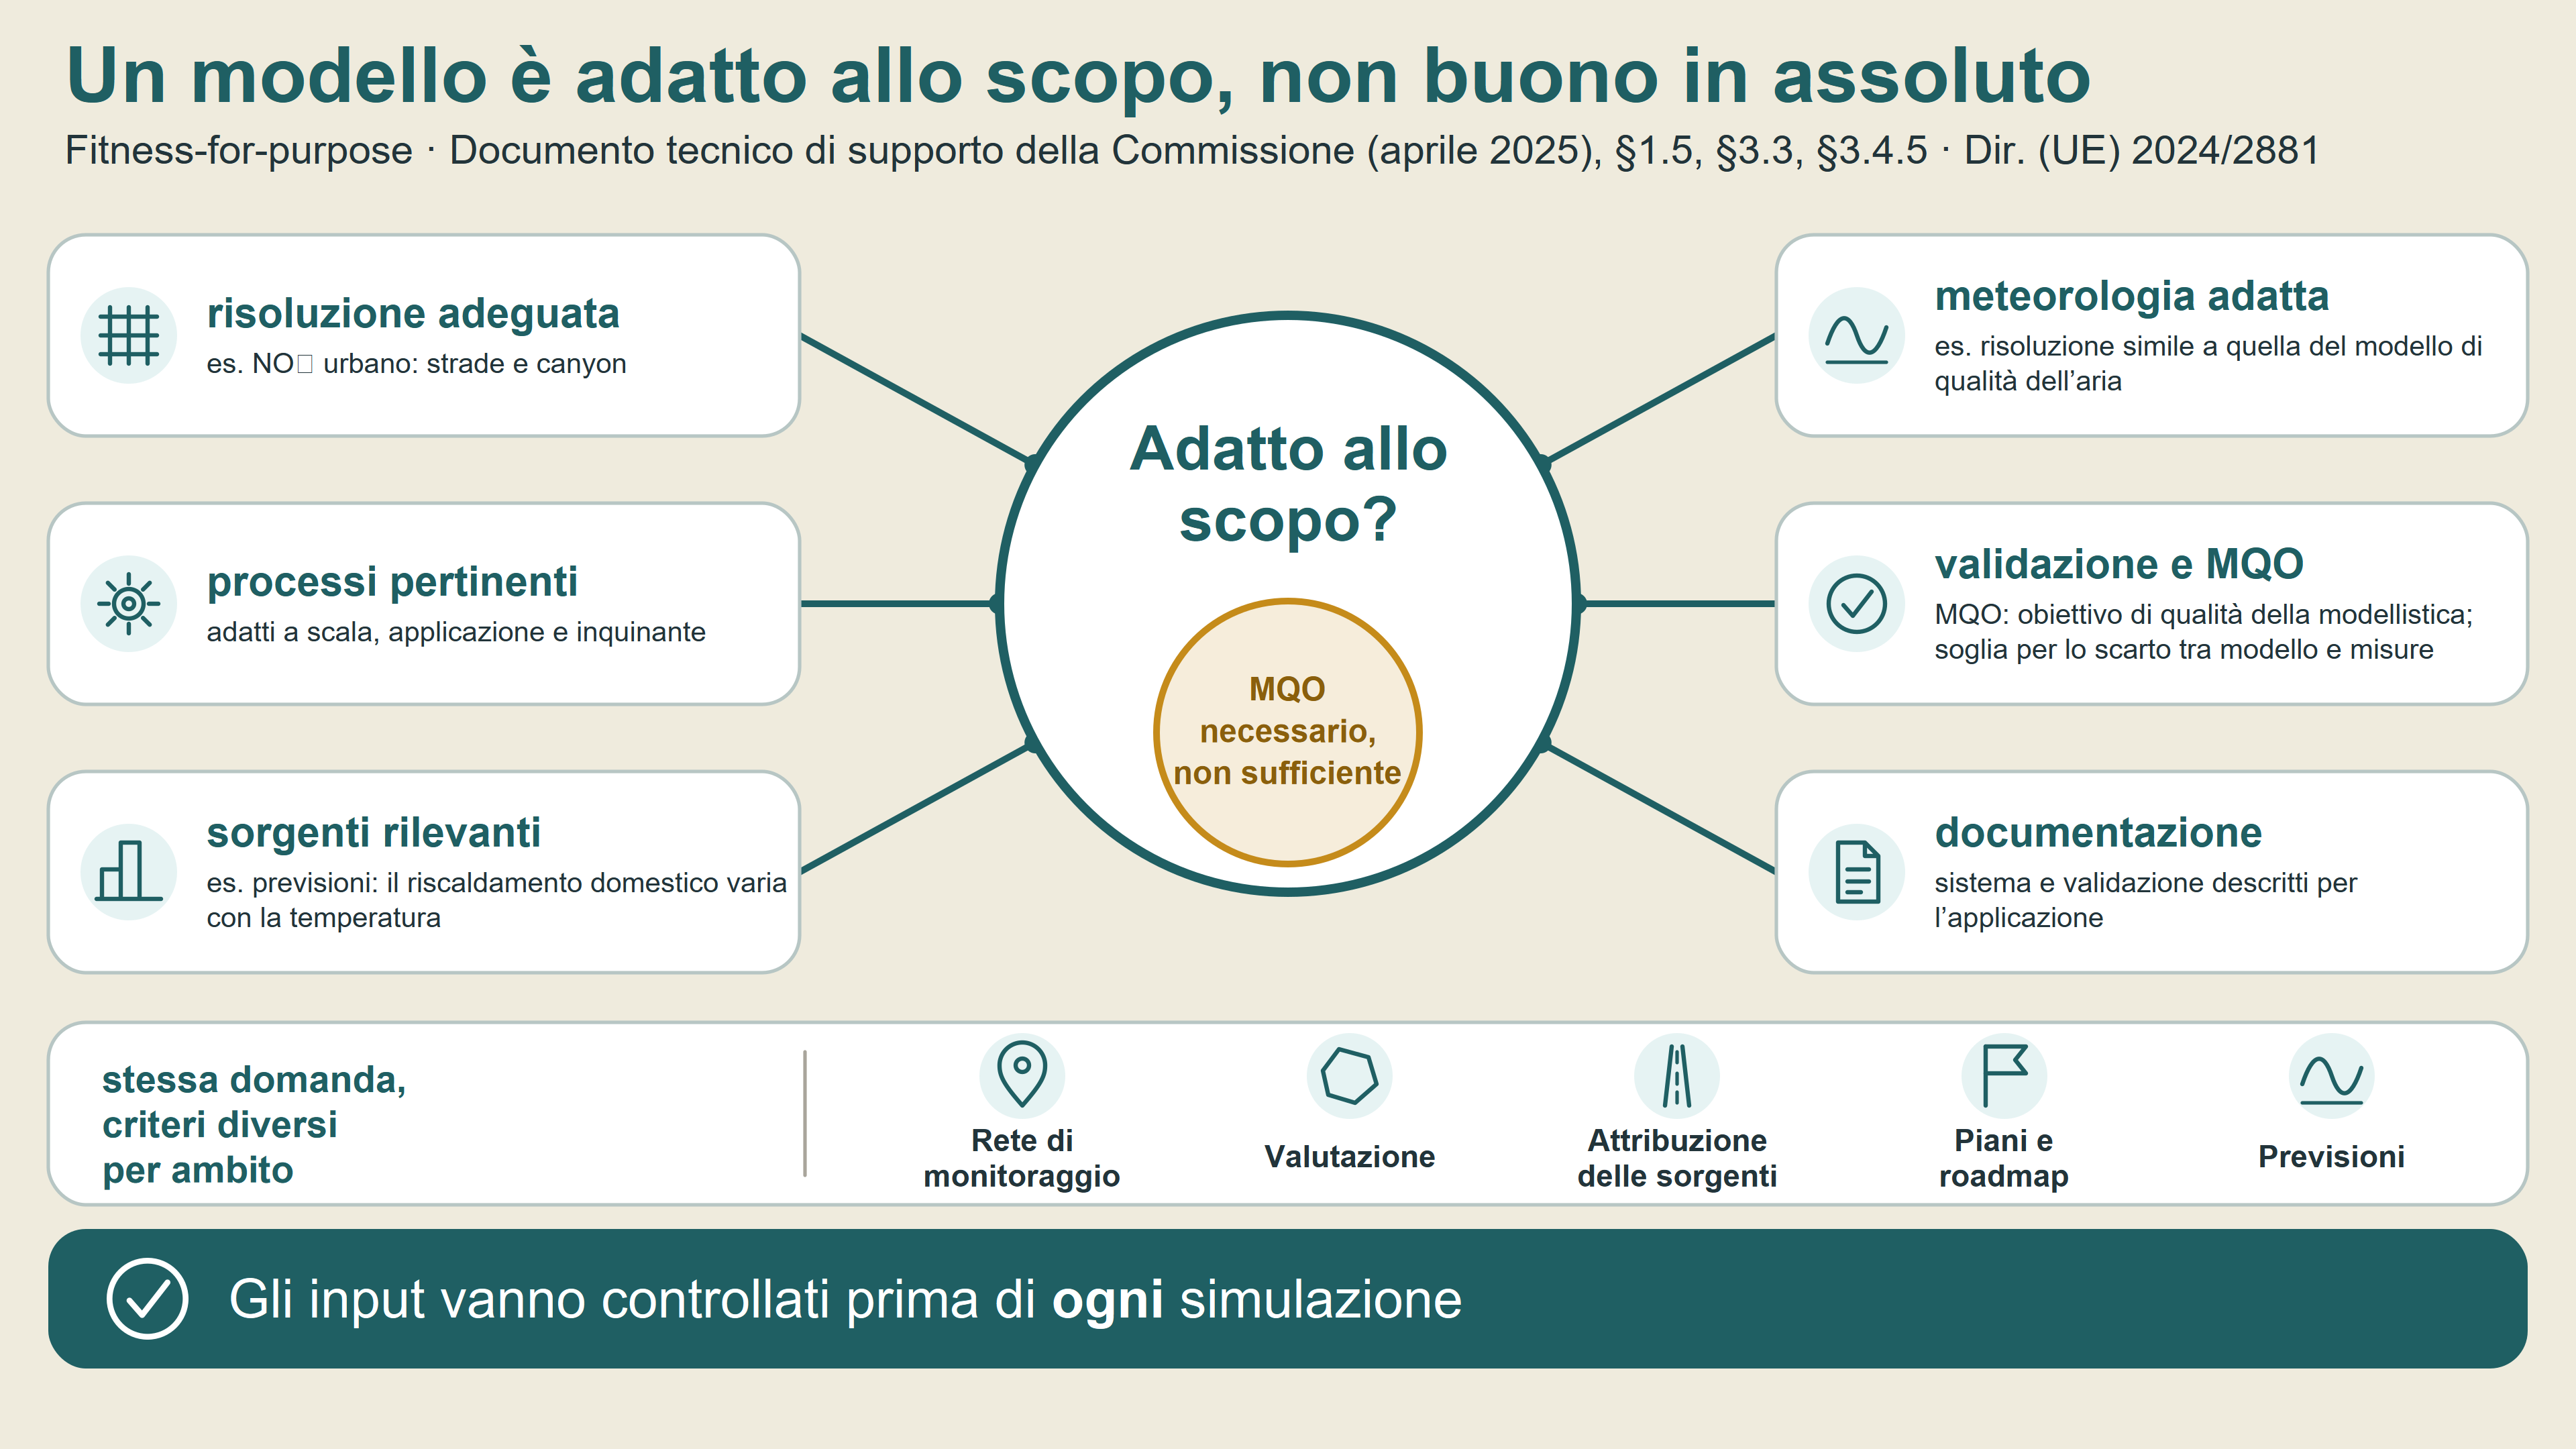 Un modello è adatto allo scopo, non buono in assoluto
Fitness-for-purpose · Documento tecnico di supporto della Commissione (aprile 2025), §1.5, §3.3, §3.4.5 · Dir. (UE) 2024/2881
risoluzione adeguata
es. NO□ urbano: strade e canyon
processi pertinenti
adatti a scala, applicazione e inquinante
sorgenti rilevanti
es. previsioni: il riscaldamento domestico varia
con la temperatura
Adatto allo
scopo?
MQO
necessario,
non sufficiente
meteorologia adatta
es. risoluzione simile a quella del modello di
qualità dell’aria
validazione e MQO
MQO: obiettivo di qualità della modellistica;
soglia per lo scarto tra modello e misure
documentazione
sistema e validazione descritti per
l’applicazione
stessa domanda,
criteri diversi
per ambito
Rete di
monitoraggio
Valutazione
Attribuzione
delle sorgenti
Piani e
roadmap
Previsioni
Gli input vanno controllati prima di ogni simulazione